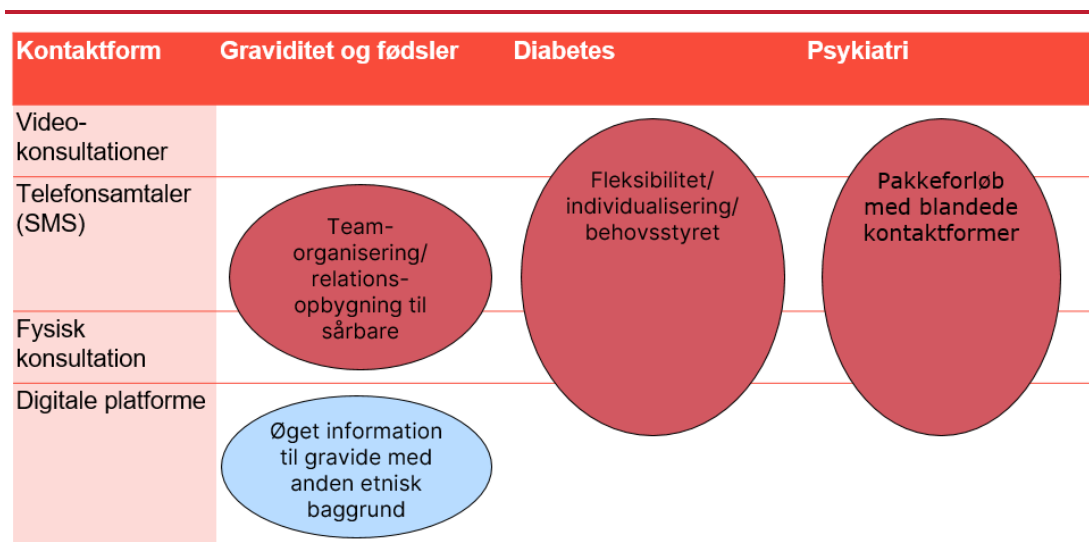 Kontaktform Graviditet og fødsler Diabetes Psykiatri
Video-
konsultationer
Telefonsamtaler
(SMS)
Team-
organisering/
relations-
opbygning til
sårbare
Fleksibilitet/
individualisering/
behovsstyret
Pakkeforløb
med blandede
kontaktformer
Fysisk
konsultation
Digitale platforme
Øget information
til gravide med
anden etnisk
baggrund